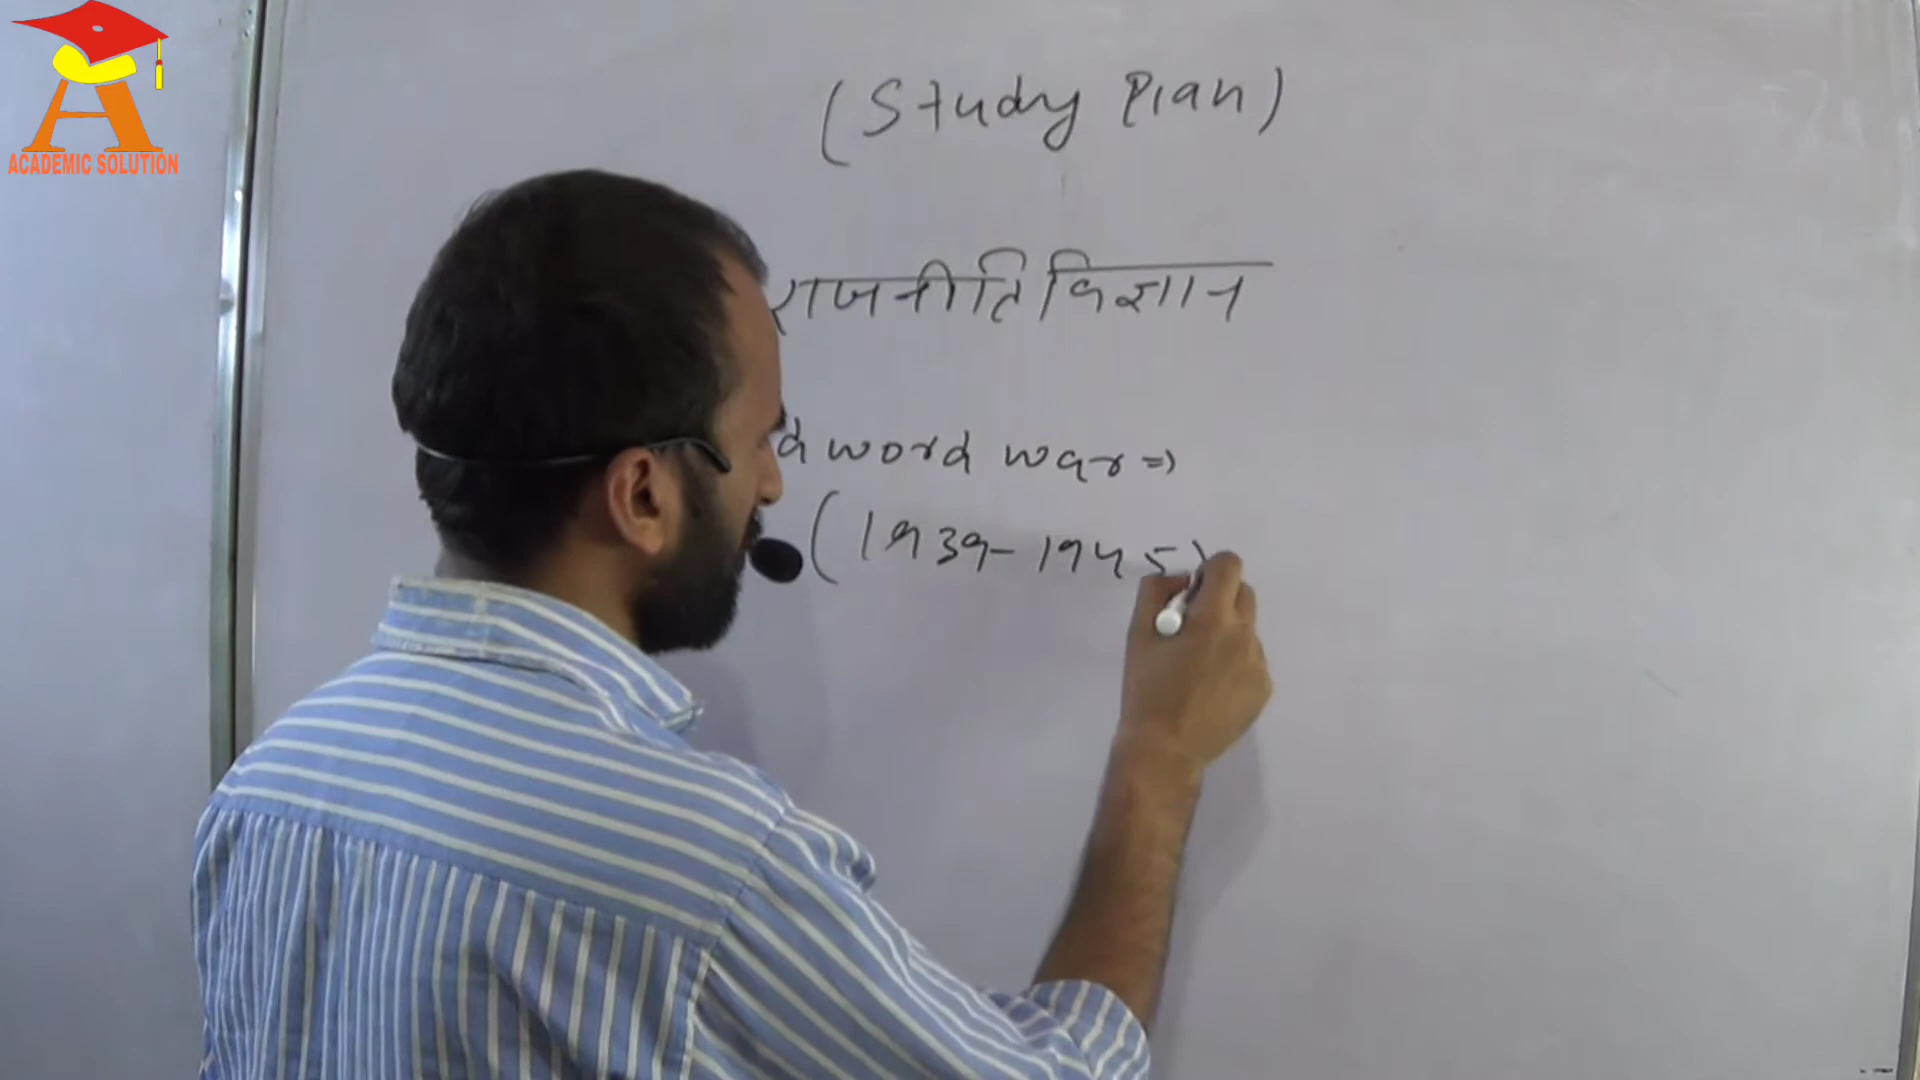 ACADEMIC SOLUTION
(Study Plan)
राजनीति विज्ञान
word war =>
(1939-1945)